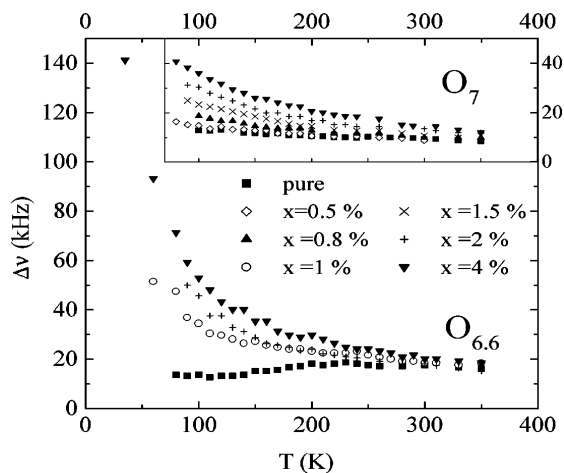 0 100 200 300 400
140
120
100
80
60
40
20
0
40
20
0
O7
pure
x=0.5 % x =1.5 %
x =0.8 % x =2 %
x =1 % x =4 %
O6.6
Δν (kHz)
0 100 200 300 400
T (K)